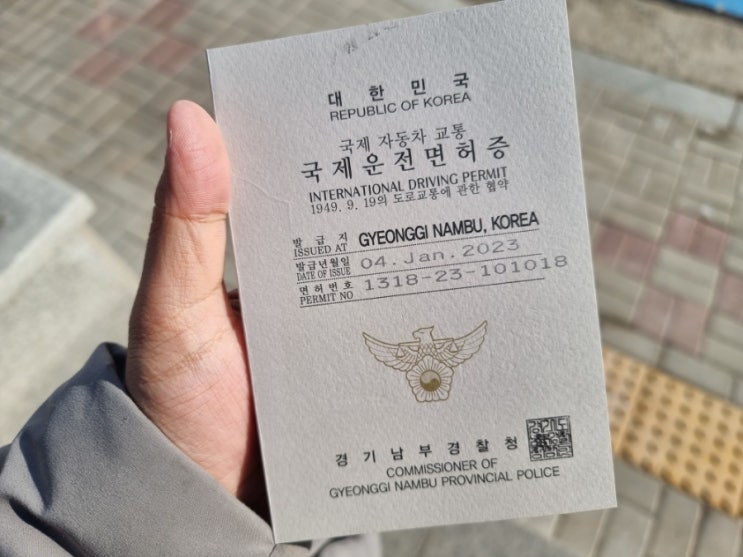 대한민국
REPUBLIC OF KOREA
국제 자동차 교통
국제운전면허증
INTERNATIONAL DRIVING PERMIT
1949. 9. 19의 도로교통에 관한 협약
발급지 GYEONGGI NAMBU, KOREA
ISSUED AT
발급년월일 04. Jan. 2023
DATE OF ISSUE
면허번호 1318-23-101018
PERMIT NO
경기남부경찰청
COMMISSIONER OF
GYEONGGI NAMBU PROVINCIAL POLICE